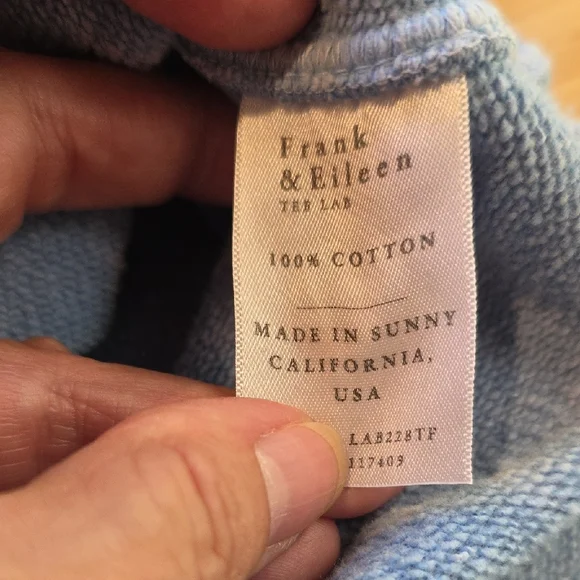 Frank
& Eileen
TEE LAB
100% COTTON
MADE IN SUNNY
CALIFORNIA,
USA
LAB228TF
117409